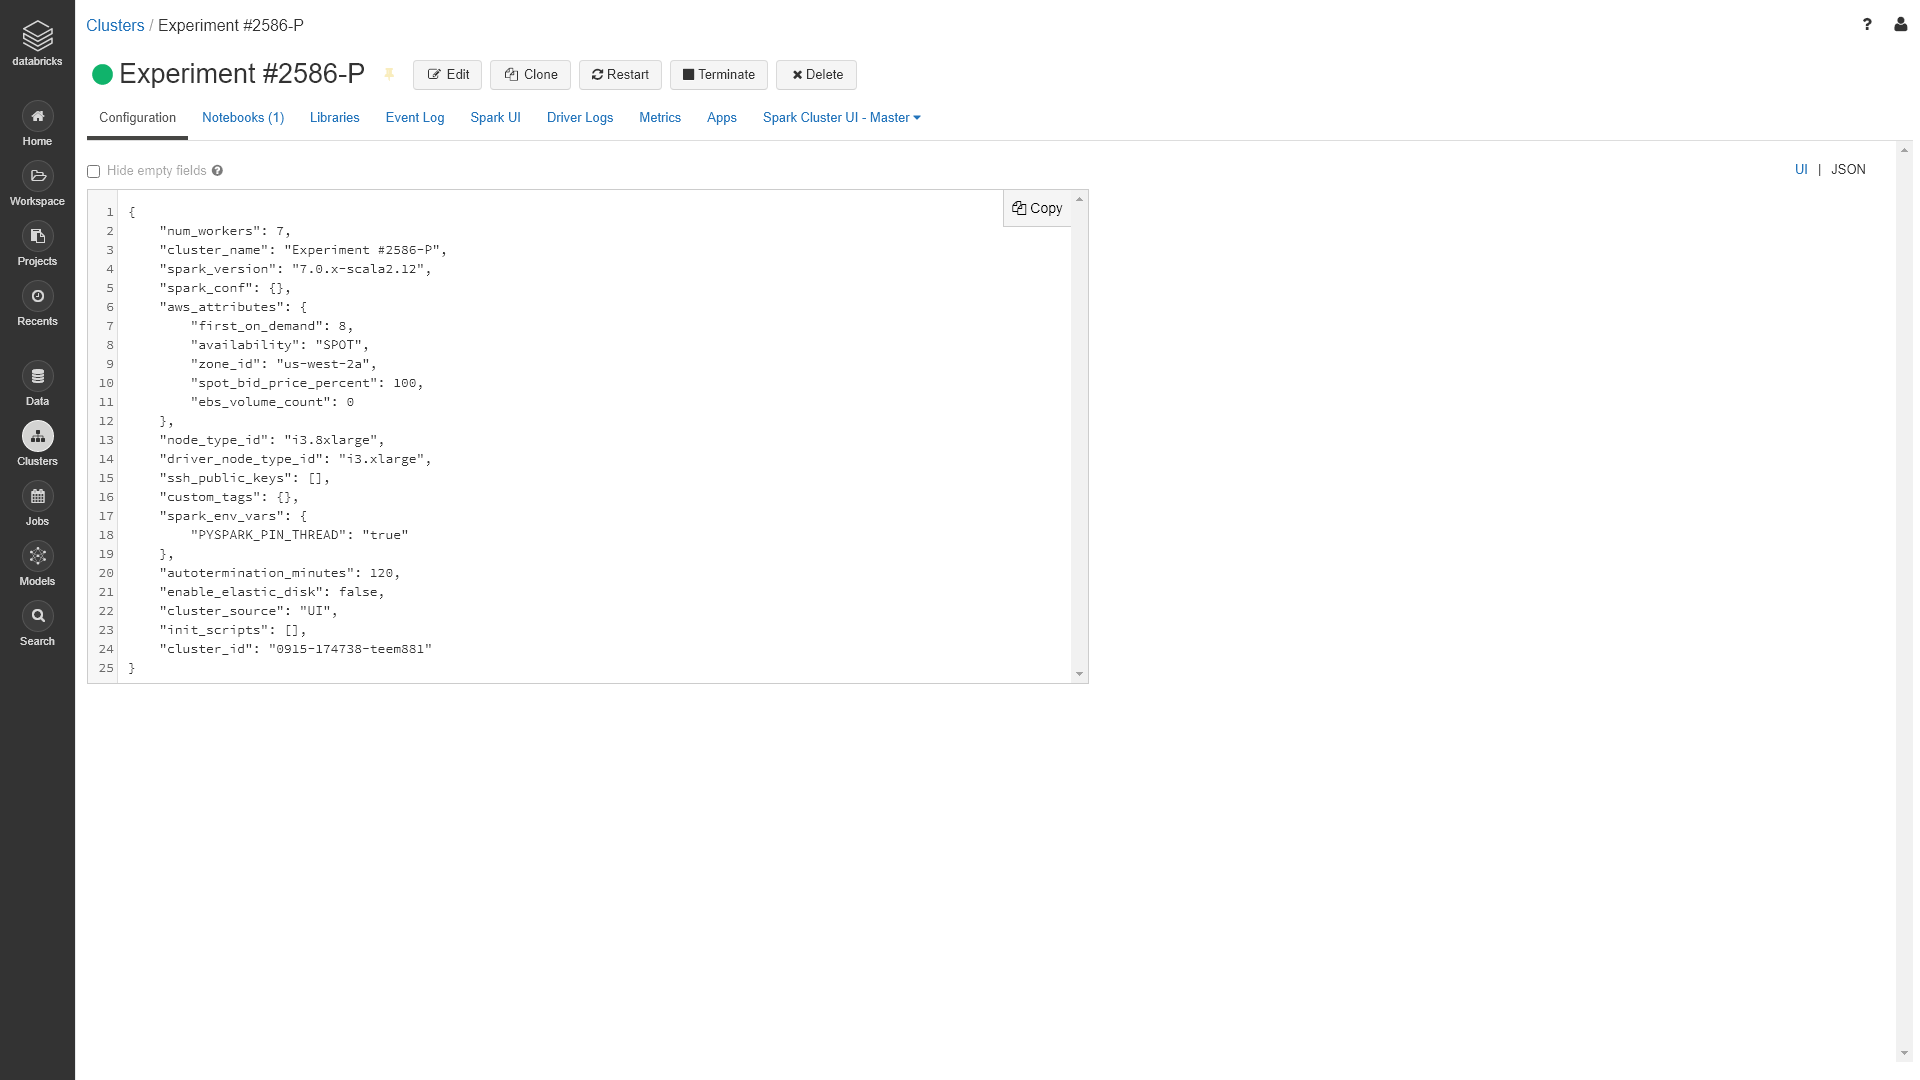 databricks
Home
Workspace
Projects
Recents
Data
Clusters
Jobs
Models
Search
Clusters / Experiment #2586-P
?
Experiment #2586-P Edit Clone Restart Terminate Delete
Configuration Notebooks (1) Libraries Event Log Spark UI Driver Logs Metrics Apps Spark Cluster UI - Master
Hide empty fields ? UI | JSON
Copy
1 {
2 "num_workers": 7,
3 "cluster_name": "Experiment #2586-P",
4 "spark_version": "7.0.x-scala2.12",
5 "spark_conf": {},
6 "aws_attributes": {
7 "first_on_demand": 8,
8 "availability": "SPOT",
9 "zone_id": "us-west-2a",
10 "spot_bid_price_percent": 100,
11 "ebs_volume_count": 0
12 },
13 "node_type_id": "i3.8xlarge",
14 "driver_node_type_id": "i3.xlarge",
15 "ssh_public_keys": [],
16 "custom_tags": {},
17 "spark_env_vars": {
18 "PYSPARK_PIN_THREAD": "true"
19 },
20 "autotermination_minutes": 120,
21 "enable_elastic_disk": false,
22 "cluster_source": "UI",
23 "init_scripts": [],
24 "cluster_id": "0915-174738-teem881"
25 }